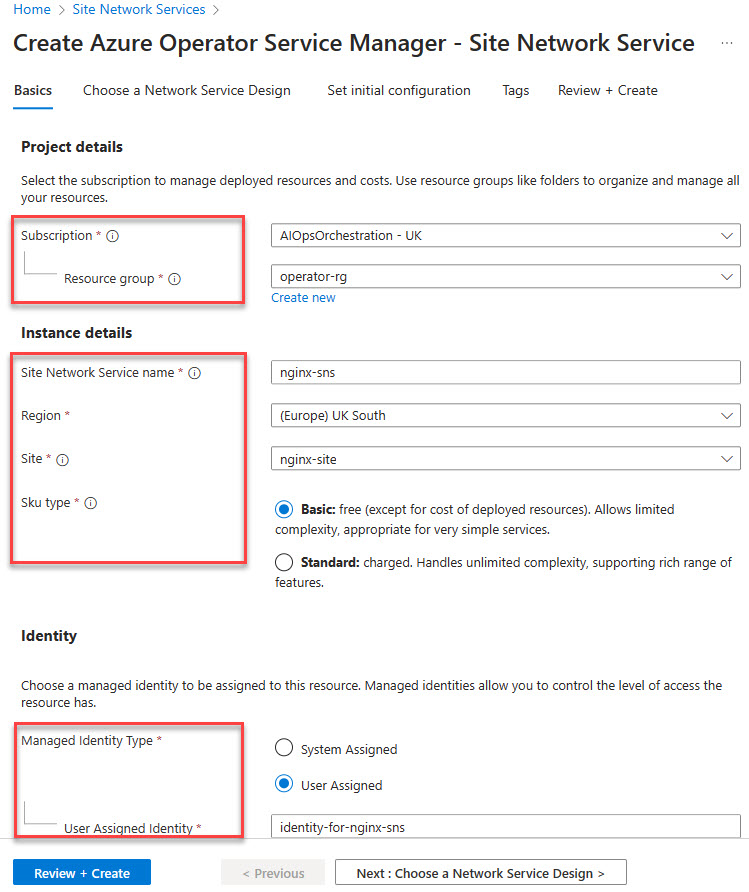 Home > Site Network Services >
Create Azure Operator Service Manager - Site Network Service ...
Basics Choose a Network Service Design Set initial configuration Tags Review + Create
Project details
Select the subscription to manage deployed resources and costs. Use resource groups like folders to organize and manage all
your resources.
Subscription * AIOpsOrchestration - UK
Resource group * operator-rg
Create new
Instance details
Site Network Service name * nginx-sns
Region * (Europe) UK South
Site * nginx-site
Sku type *
Basic: free (except for cost of deployed resources). Allows limited
complexity, appropriate for very simple services.
Standard: charged. Handles unlimited complexity, supporting rich range of
features.
Identity
Choose a managed identity to be assigned to this resource. Managed identities allow you to control the level of access the
resource has.
Managed Identity Type *
System Assigned
User Assigned
User Assigned Identity * identity-for-nginx-sns
Review + Create < Previous Next : Choose a Network Service Design >